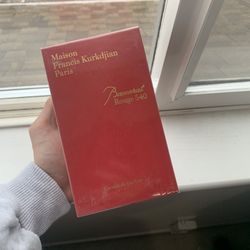 Maison
Francis Kurkdjian
Paris
Baccarat
Rouge 540